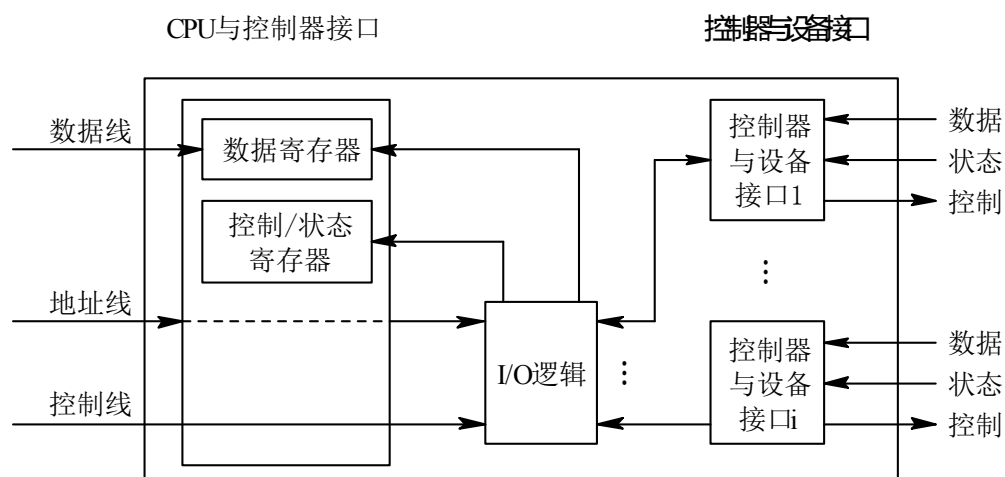 CPU与控制器接口
控制器与设备接口
数据线
数据寄存器
控制/状态
寄存器
地址线
控制线
I/O逻辑
控制器
与设备
接口1
数据
状态
控制
控制器
与设备
接口i
数据
状态
控制